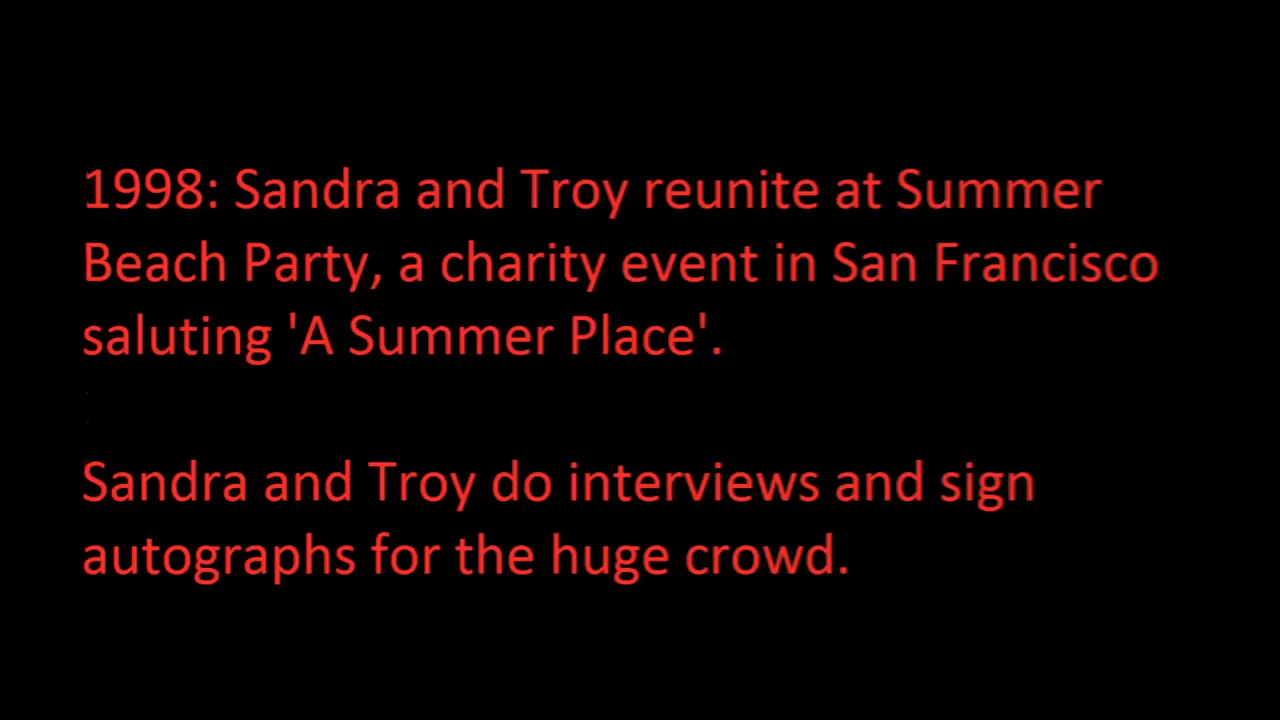 1998: Sandra and Troy reunite at Summer
Beach Party, a charity event in San Francisco
saluting 'A Summer Place'.
Sandra and Troy do interviews and sign
autographs for the huge crowd.